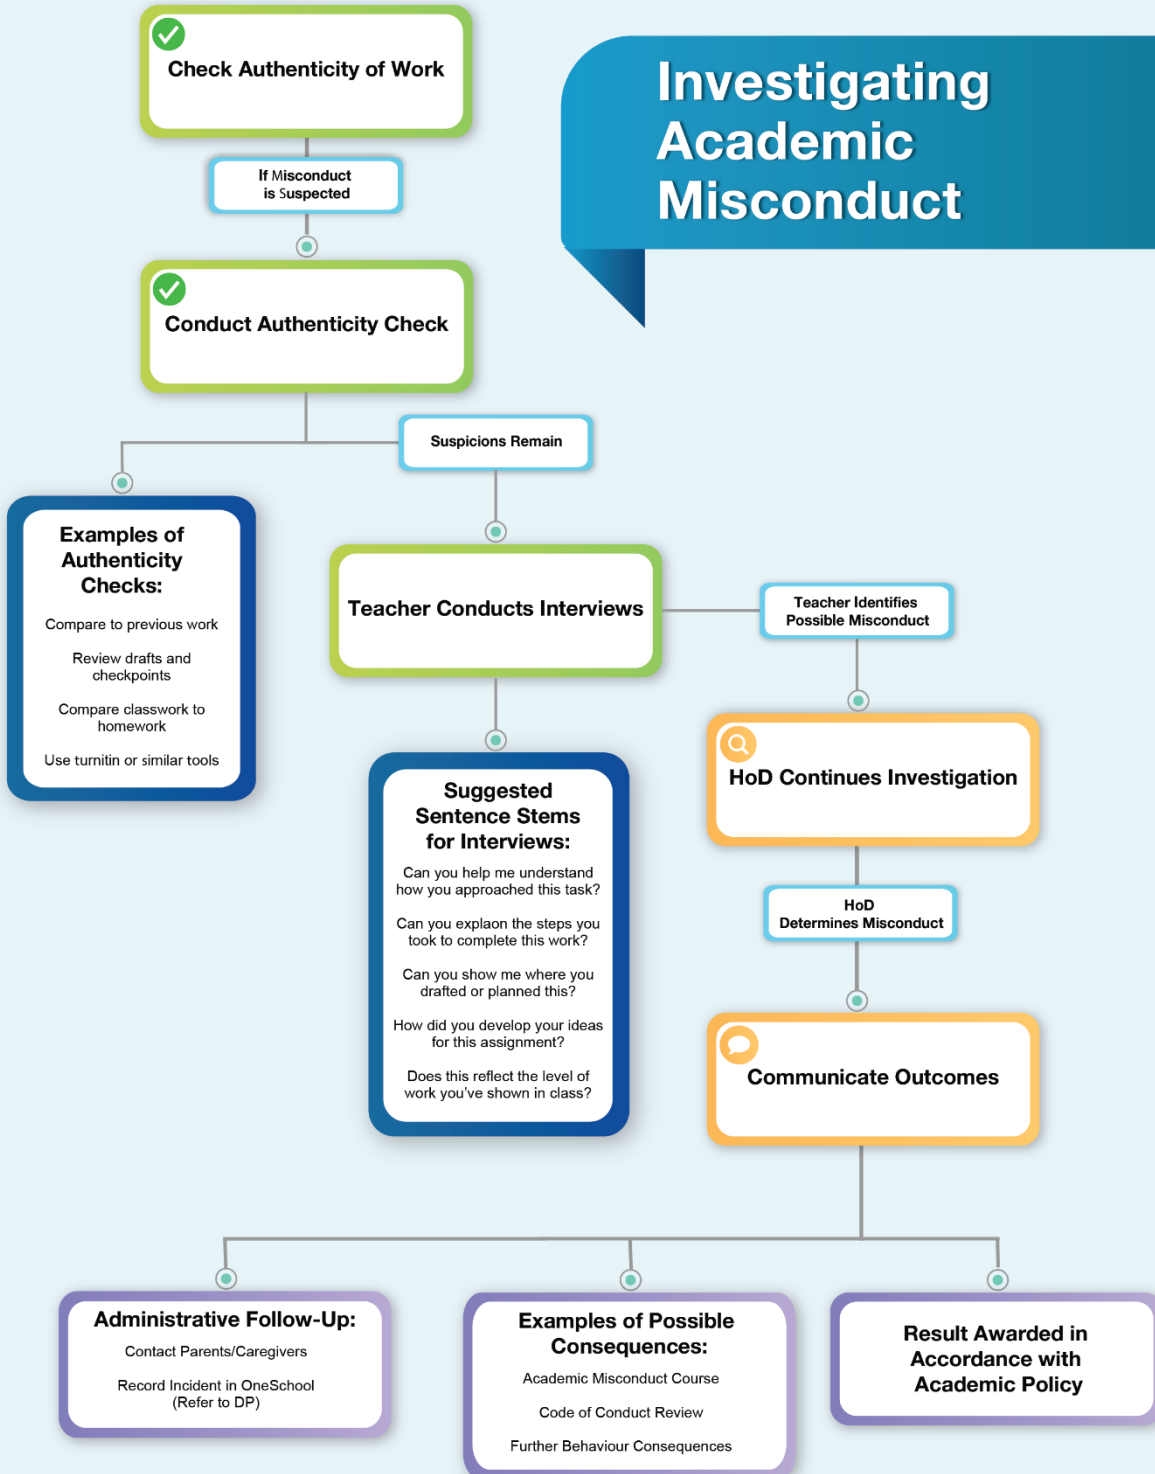 Investigating
Academic
Misconduct
Check Authenticity of Work
If Misconduct
is Suspected
Conduct Authenticity Check
Suspicions Remain
Examples of
Authenticity
Checks:
Compare to previous work
Review drafts and
checkpoints
Compare classwork to
homework
Use turnitin or similar tools
Teacher Conducts Interviews
Teacher Identifies
Possible Misconduct
Suggested
Sentence Stems
for Interviews:
Can you help me understand
how you approached this task?
Can you explaon the steps you
took to complete this work?
Can you show me where you
drafted or planned this?
How did you develop your ideas
for this assignment?
Does this reflect the level of
work you've shown in class?
HoD Continues Investigation
HoD
Determines Misconduct
Communicate Outcomes
Administrative Follow-Up:
Contact Parents/Caregivers
Record Incident in OneSchool
(Refer to DP)
Examples of Possible
Consequences:
Academic Misconduct Course
Code of Conduct Review
Further Behaviour Consequences
Result Awarded in
Accordance with
Academic Policy